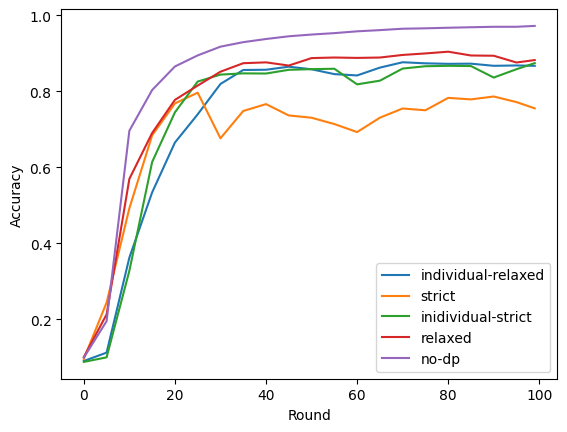 1.0
0.8
0.6
0.4
0.2
Accuracy
0
20
40
60
80
100
Round
individual-relaxed
strict
inidividual-strict
relaxed
no-dp